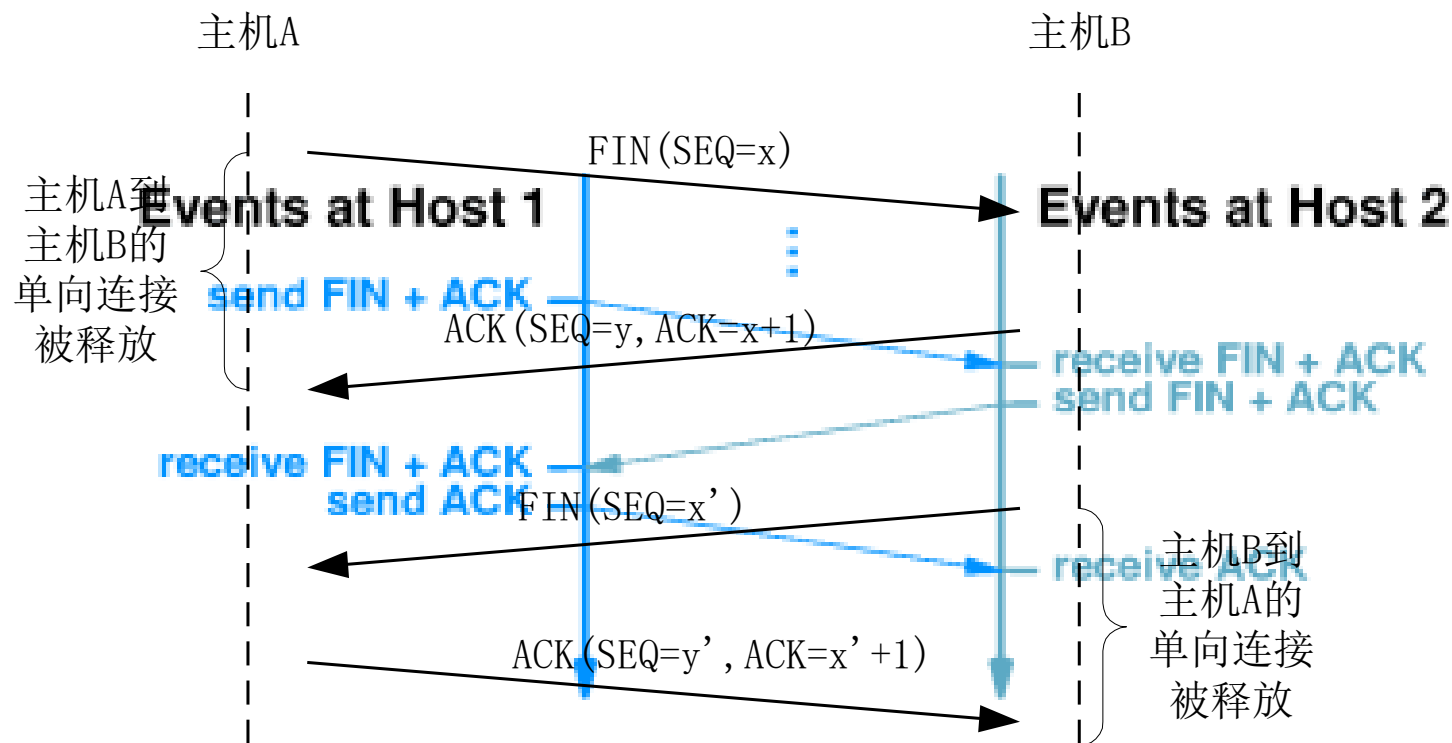 主机A
主机B
FIN(SEQ=x)
主机A到
主机B的
单向连接
被释放
Events at Host 1
Events at Host 2
send FIN + ACK
ACK(SEQ=y,ACK=x+1)
receive FIN + ACK
send FIN + ACK
receive FIN + ACK
send ACK
FIN(SEQ=x')
receive ACK
主机B到
主机A的
单向连接
被释放
ACK(SEQ=y',ACK=x'+1)